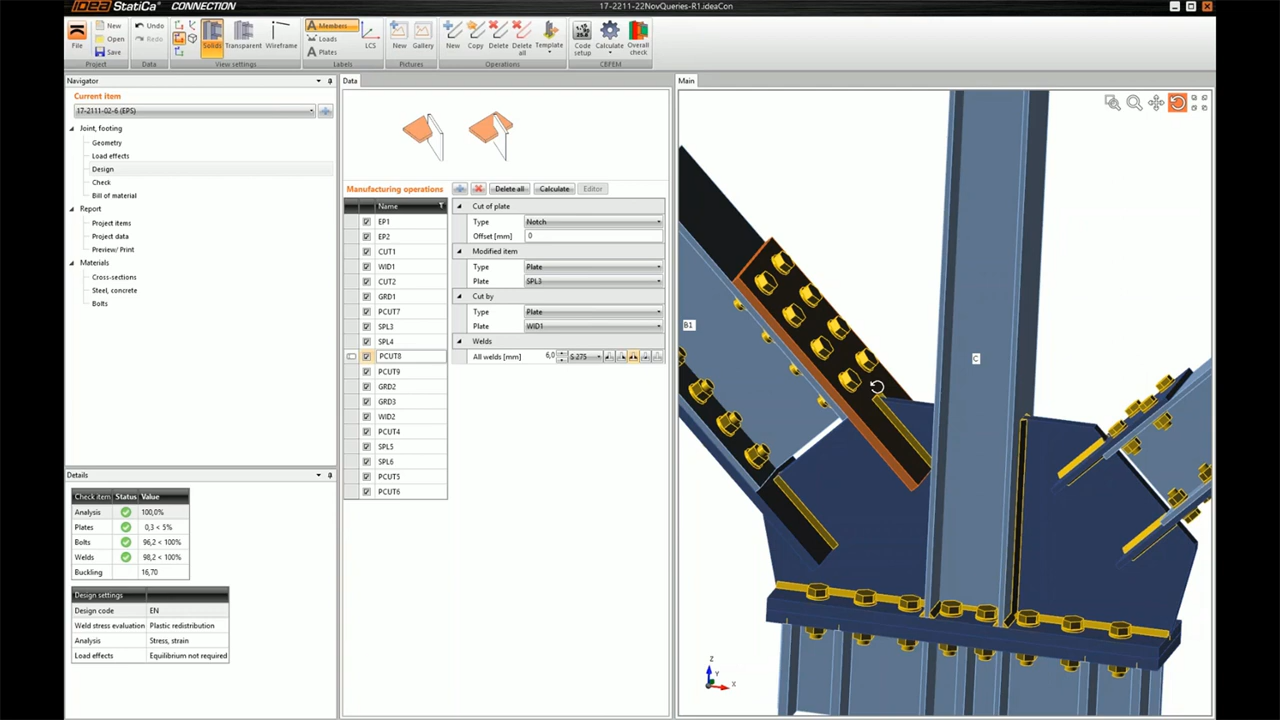 IDEA StatiCa® CONNECTION
17-2211-22NovQueries-R1.ideaCon
File
New
Open
Save
Project
Undo
Redo
Data
Solids
Transparent
Wireframe
View settings
Members
Loads
Plates
LCS
Labels
New
Gallery
Pictures
New
Copy
Delete
Delete all
Template
Operations
Code setup
Calculate
Overall check
CBFEM
Navigator
Current item
17-2111-02-6 (EPS)
Joint, footing
Geometry
Load effects
Design
Check
Bill of material
Report
Project items
Project data
Preview/ Print
Materials
Cross-sections
Steel, concrete
Bolts
Details
Check item Status Value
Analysis 100,0%
Plates 0,3 < 5%
Bolts 96,2 < 100%
Welds 98,2 < 100%
Buckling 16,70
Design settings
Design code EN
Weld stress evaluation Plastic redistribution
Analysis Stress, strain
Load effects Equilibrium not required
Data
Manufacturing operations Delete all Calculate Editor
Name
EP1
EP2
CUT1
WID1
CUT2
GRD1
PCUT7
SPL3
SPL4
PCUT8
PCUT9
GRD2
GRD3
WID2
PCUT4
SPL5
SPL6
PCUT5
PCUT6
Cut of plate
Type Notch
Offset [mm] 0
Modified item
Type Plate
Plate SPL3
Cut by
Type Plate
Plate WID1
Welds
All welds [mm] 6,0 S 275
Main
B1
C
Z
Y
X